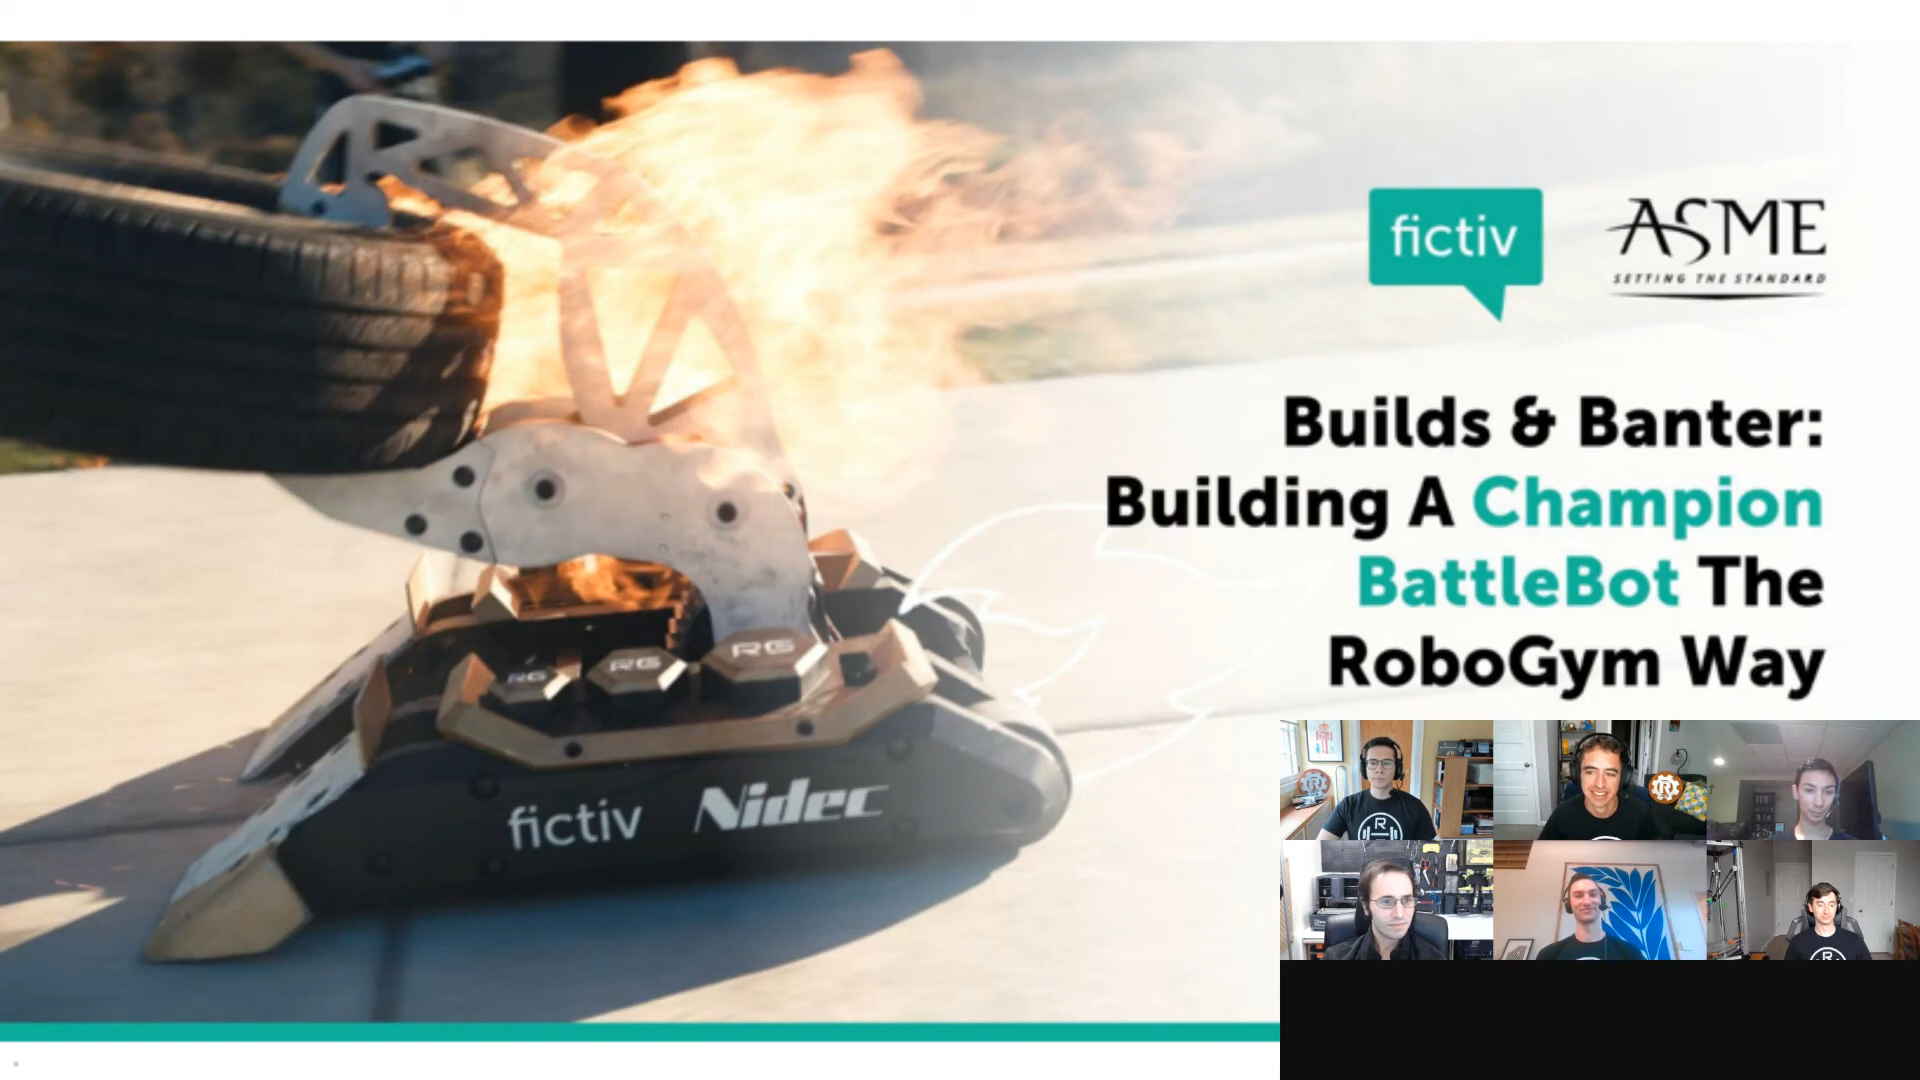 fictiv
ASME
SETTING THE STANDARD
Builds & Banter:
Building A Champion
BattleBot The
RoboGym Way
RG RG RG
fictiv Nidec
R
R
R
R